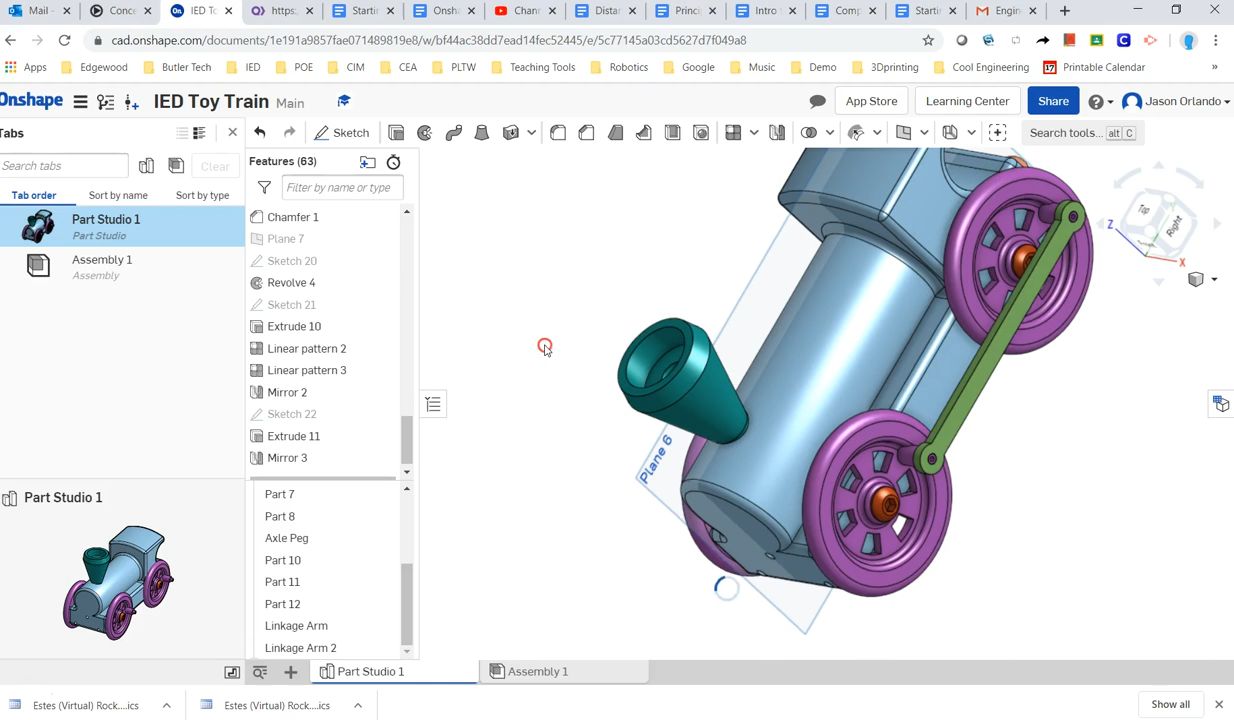 Mail -
Conce
IED To
https:
Startin
Onsha
Chann
Distan
Princi
Intro t
Comp
Startin
Engin
cad.onshape.com/documents/1e191a9857fae071489819e8/w/bf44ac38dd7ead14fec52445/e/5c77145a03cd5627d7f049a8
Apps
Edgewood
Butler Tech
IED
POE
CIM
CEA
PLTW
Teaching Tools
Robotics
Google
Music
Demo
3Dprinting
Cool Engineering
17 Printable Calendar
»
Onshape
IED Toy Train Main
App Store
Learning Center
Share
Jason Orlando
Tabs
Sketch
Search tools... alt C
Search tabs
Clear
Tab order
Sort by name
Sort by type
Part Studio 1
Part Studio
Assembly 1
Assembly
Features (63)
Filter by name or type
Chamfer 1
Plane 7
Sketch 20
Revolve 4
Sketch 21
Extrude 10
Linear pattern 2
Linear pattern 3
Mirror 2
Sketch 22
Extrude 11
Mirror 3
Part 7
Part 8
Axle Peg
Part 10
Part 11
Part 12
Linkage Arm
Linkage Arm 2
Plane 6
Top
Right
Z
X
Part Studio 1
Part Studio 1
Assembly 1
Estes (Virtual) Rock....ics
Estes (Virtual) Rock....ics
Show all